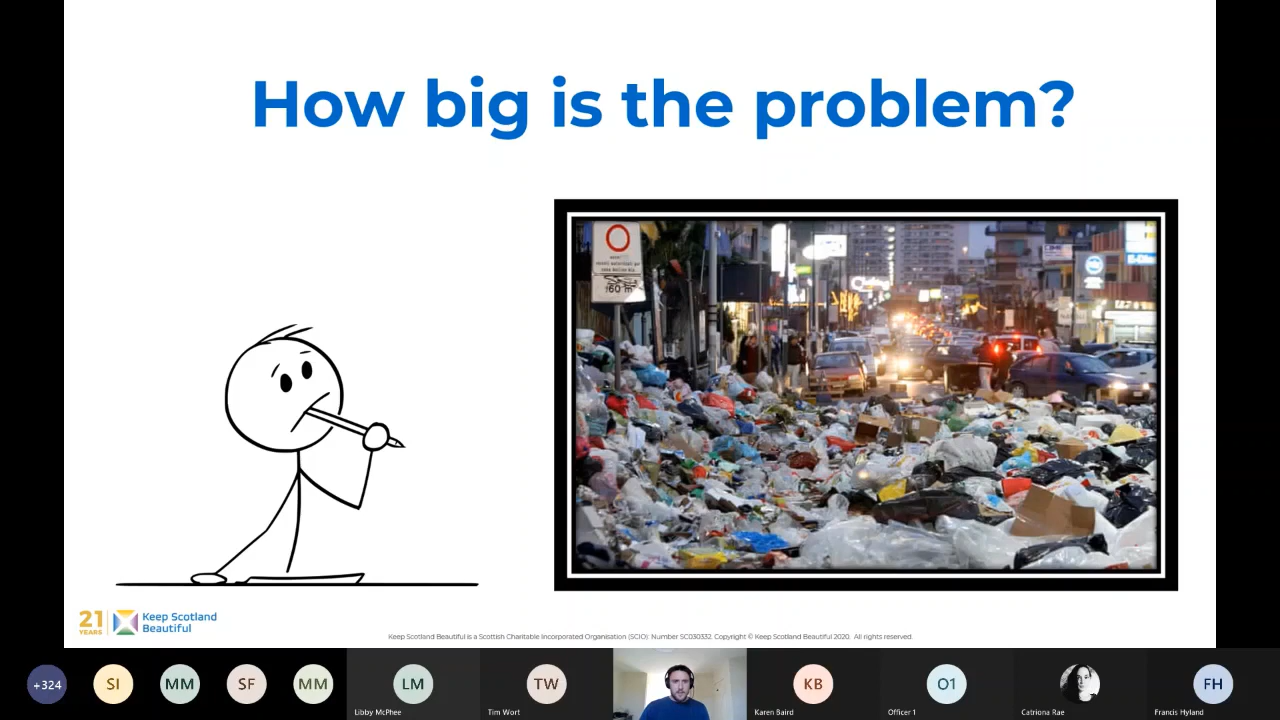 How big is the problem?
160 m
21
YEARS
Keep Scotland
Beautiful
Keep Scotland Beautiful is a Scottish Charitable Incorporated Organisation (SCIO): Number SC030332. Copyright © Keep Scotland Beautiful 2020. All rights reserved.
+324
SI
MM
SF
MM
LM
TW
KB
O1
FH
Libby McPhee
Tim Wort
Karen Baird
Officer 1
Catriona Rae
Francis Hyland